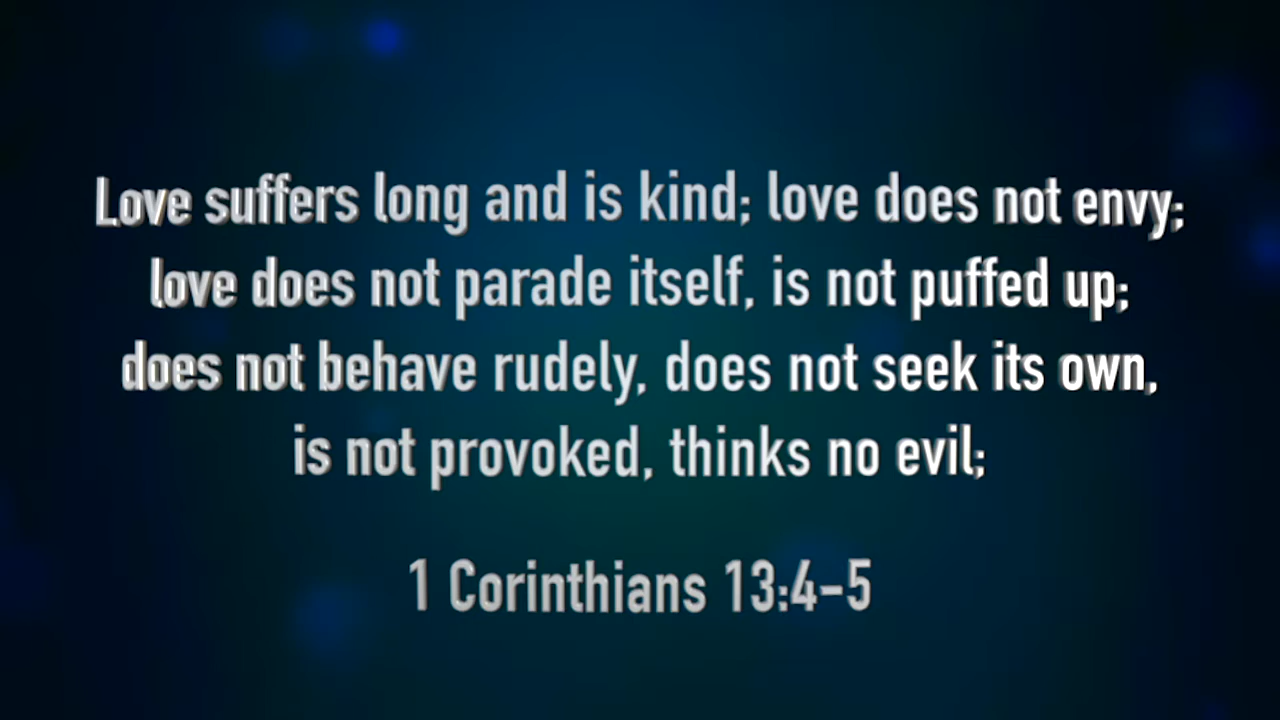 Love suffers long and is kind; love does not envy;
love does not parade itself, is not puffed up;
does not behave rudely, does not seek its own,
is not provoked, thinks no evil;
1 Corinthians 13:4-5